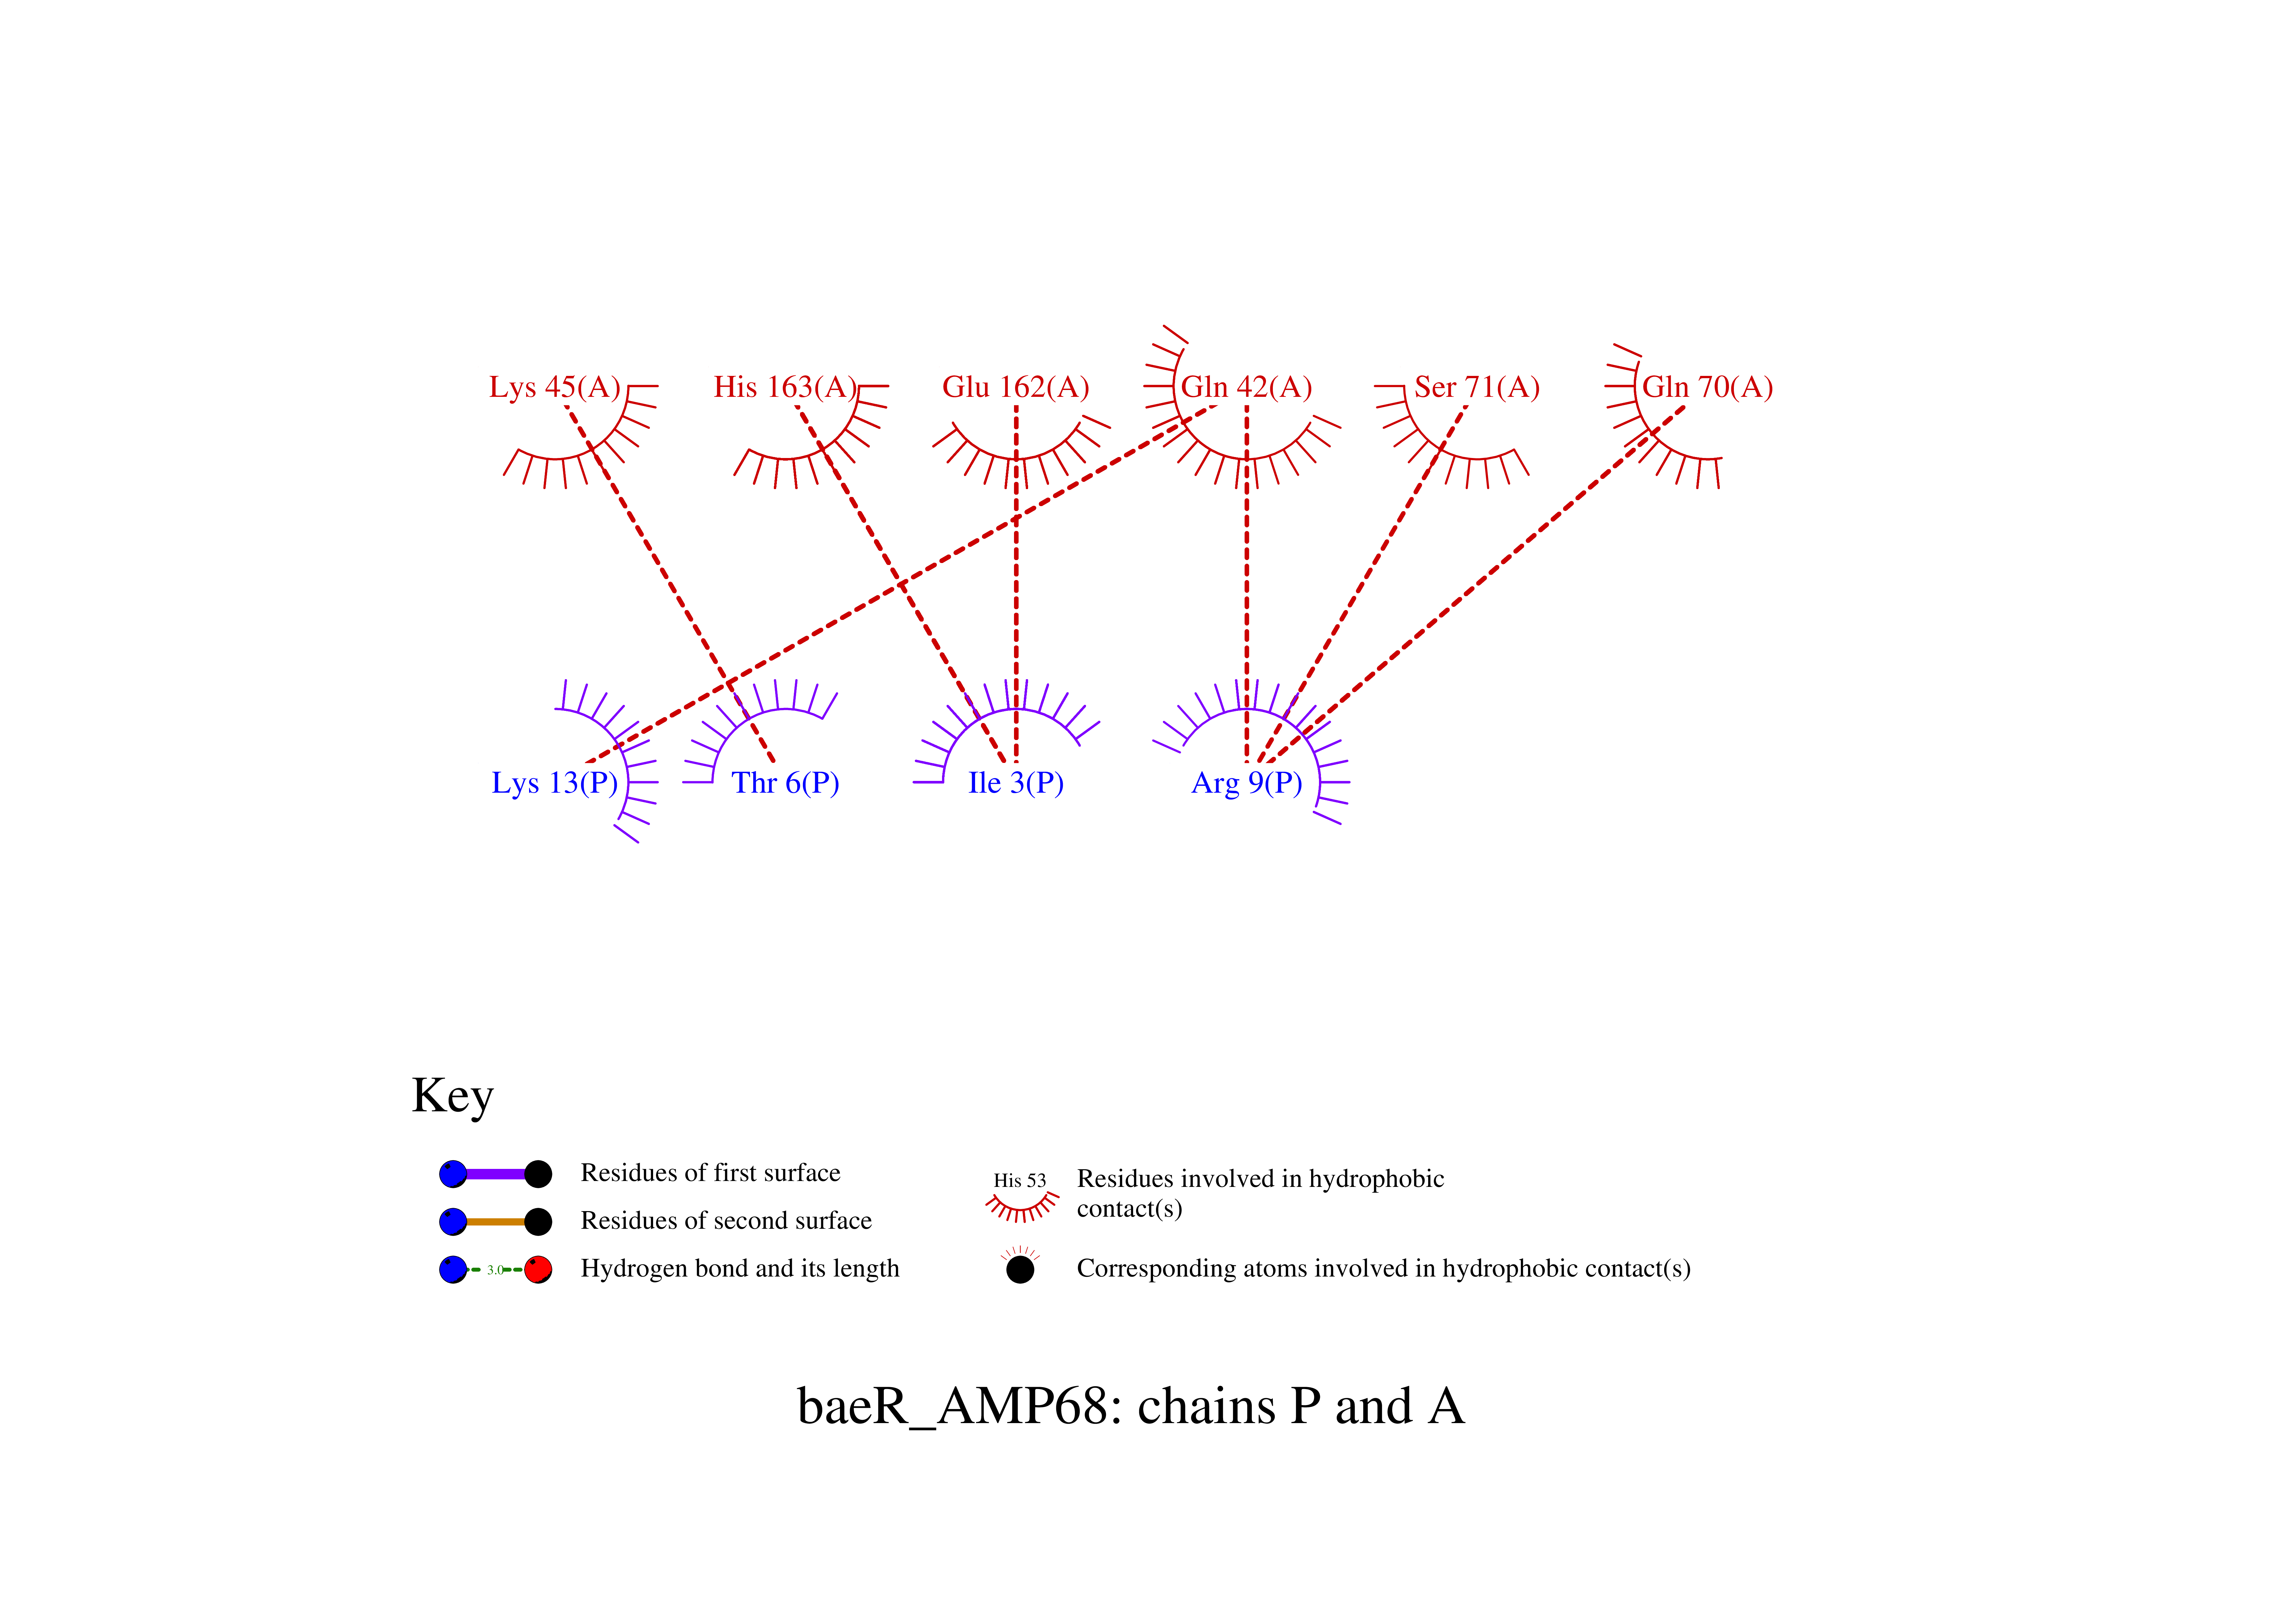 Lys 45(A) His 163(A) Glu 162(A) Gln 42(A) Ser 71(A) Gln 70(A)
Lys 13(P) Thr 6(P) Ile 3(P) Arg 9(P)
Key
Residues of first surface
Residues of second surface
3.0 Hydrogen bond and its length
His 53 Residues involved in hydrophobic
contact(s)
Corresponding atoms involved in hydrophobic contact(s)
baeR_AMP68: chains P and A